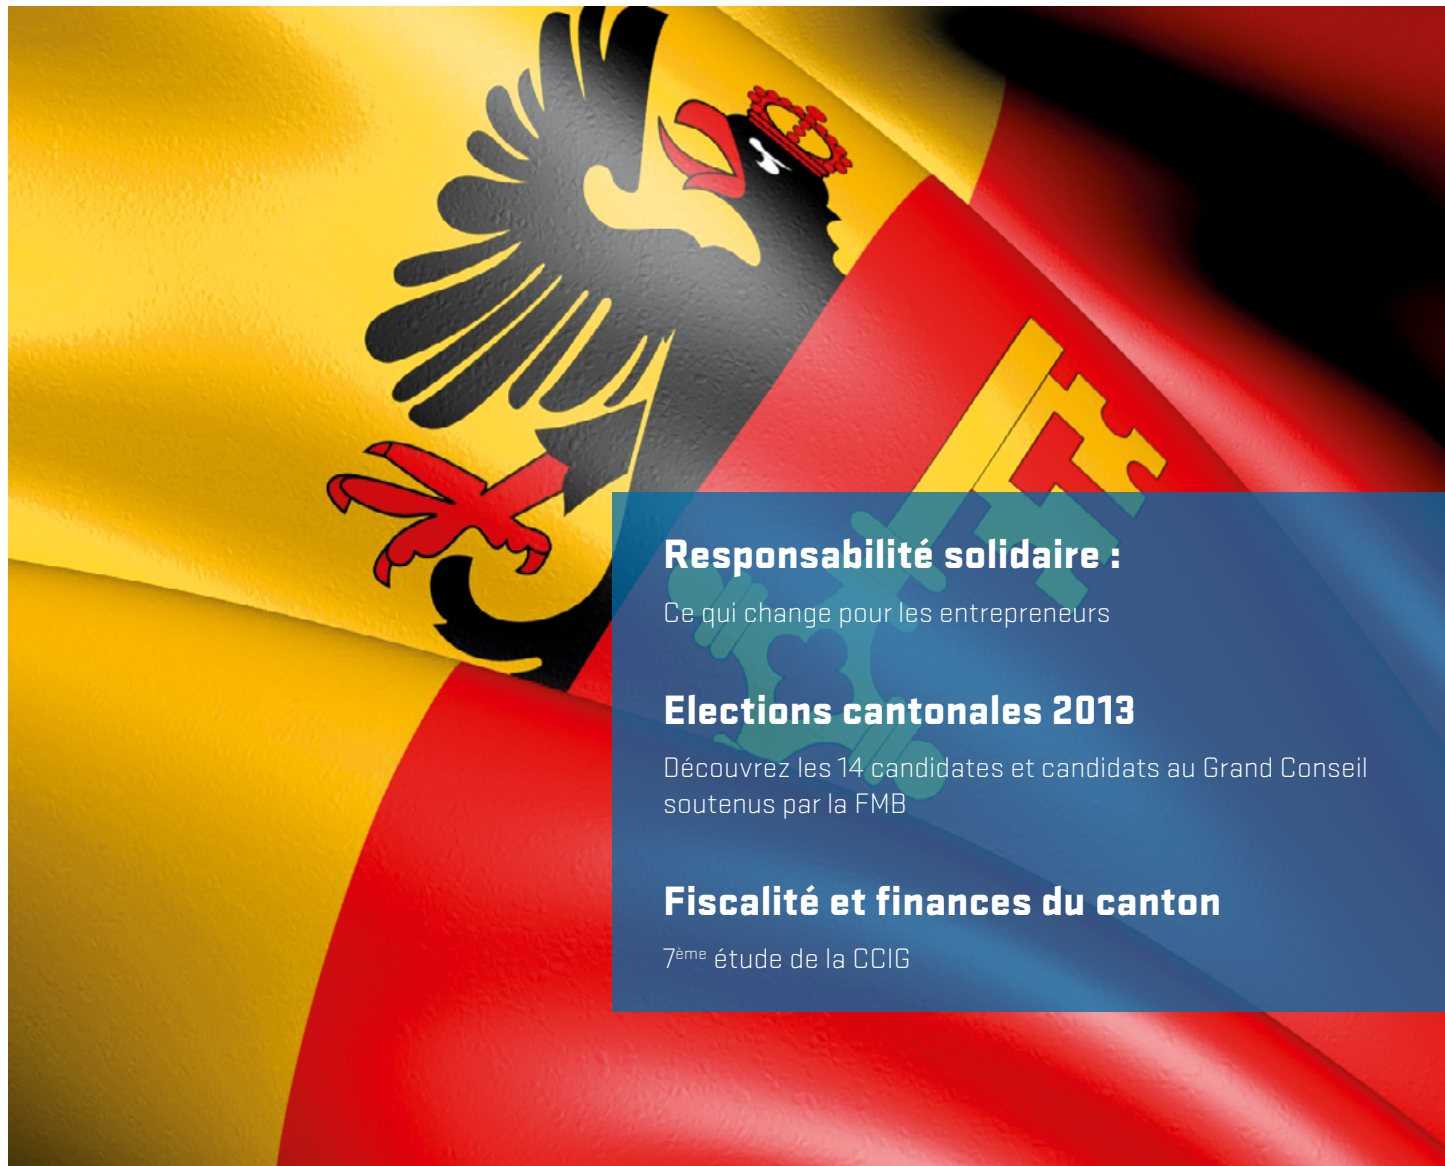 Responsabilité solidaire :
Ce qui change pour les entrepreneurs
Elections cantonales 2013
Découvrez les 14 candidates et candidats au Grand Conseil
soutenus par la FMB
Fiscalité et finances du canton
7ème étude de la CCIG